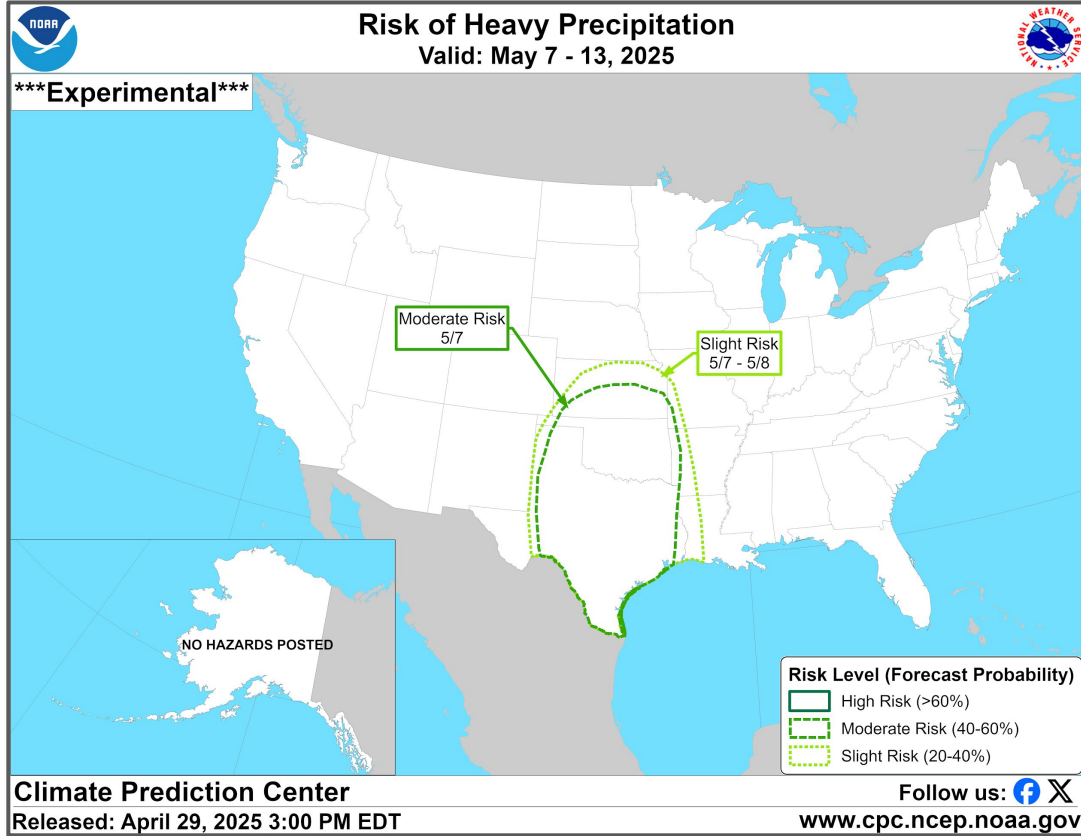 NOAA
Risk of Heavy Precipitation
Valid: May 7 - 13, 2025
NATIONAL WEATHER SERVICE
***Experimental***
Moderate Risk
5/7
Slight Risk
5/7 - 5/8
NO HAZARDS POSTED
Risk Level (Forecast Probability)
High Risk (>60%)
Moderate Risk (40-60%)
Slight Risk (20-40%)
Climate Prediction Center
Follow us:
Released: April 29, 2025 3:00 PM EDT
www.cpc.ncep.noaa.gov